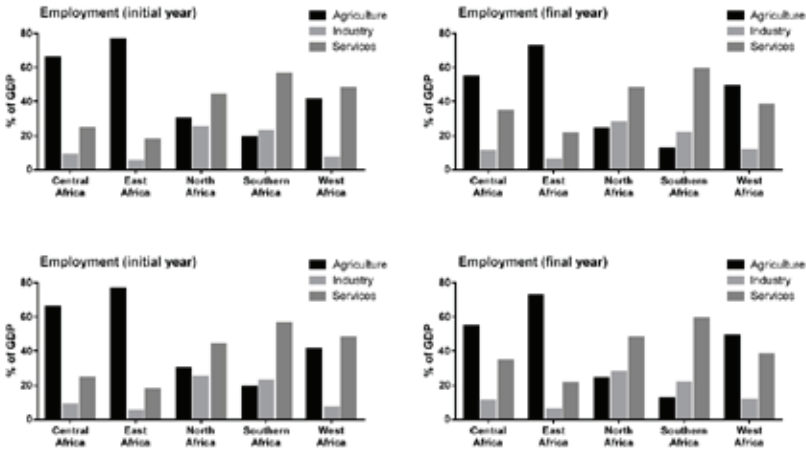 Employment (initial year)
Agriculture
Industry
Services
% of GDP
80
60
40
20
0
Central Africa
East Africa
North Africa
Southern Africa
West Africa
Employment (final year)
Agriculture
Industry
Services
% of GDP
80
60
40
20
0
Central Africa
East Africa
North Africa
Southern Africa
West Africa
Employment (initial year)
Agriculture
Industry
Services
% of GDP
80
60
40
20
0
Central Africa
East Africa
North Africa
Southern Africa
West Africa
Employment (final year)
Agriculture
Industry
Services
% of GDP
80
60
40
20
0
Central Africa
East Africa
North Africa
Southern Africa
West Africa